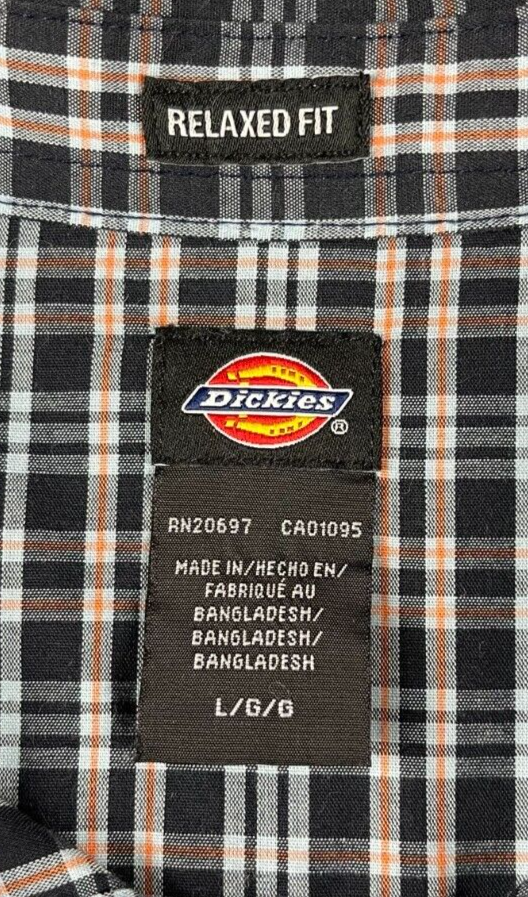 RELAXED FIT
Dickies
®
RN20697 CA01095
MADE IN/HECHO EN/
FABRIQUÉ AU
BANGLADESH/
BANGLADESH/
BANGLADESH
L/G/G